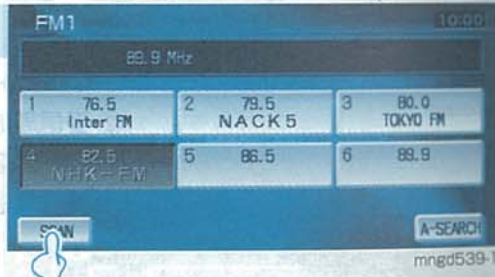 FM1 10:00
89.9 MHz
1 76.5 2 79.5 3 80.0
Inter FM NACK5 TOKYO FM
4 82.5 5 86.5 6 89.9
NHK-FM
SCAN A-SEARCH
mngd539-